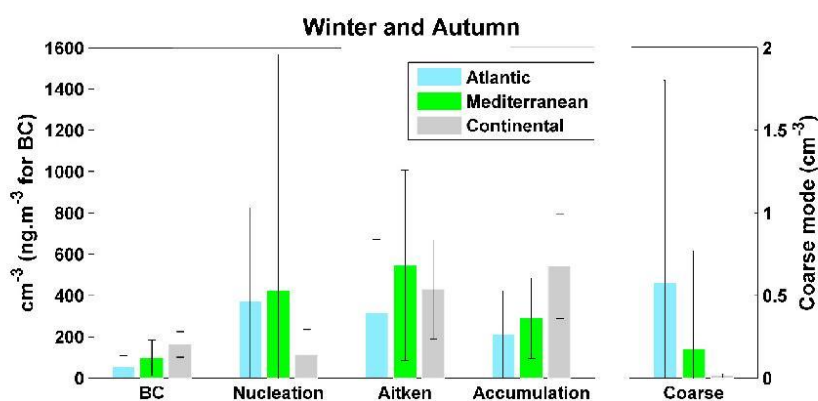 Winter and Autumn
1600
1400
1200
1000
800
600
400
200
0
cm⁻³ (ng.m⁻³ for BC)
Atlantic
Mediterranean
Continental
2
1.5
1
0.5
0
Coarse mode (cm⁻³)
BC Nucleation Aitken Accumulation Coarse